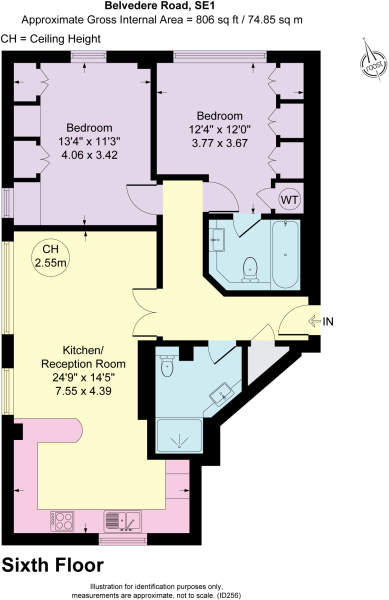 Belvedere Road, SE1
Approximate Gross Internal Area = 806 sq ft / 74.85 sq m
CH = Ceiling Height
roost
Bedroom
13'4" x 11'3"
4.06 x 3.42
Bedroom
12'4" x 12'0"
3.77 x 3.67
WT
CH
2.55m
IN
Kitchen/
Reception Room
24'9" x 14'5"
7.55 x 4.39
Sixth Floor
Illustration for identification purposes only,
measurements are approximate, not to scale. (ID256)